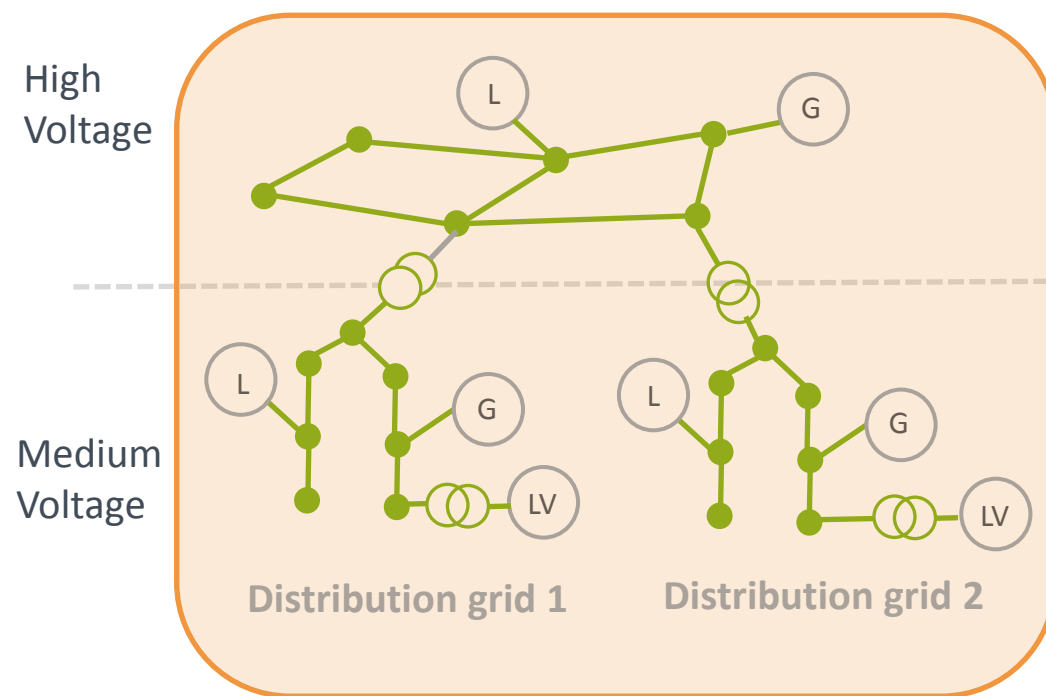 High
Voltage
L
G
L
G
LV
L
G
LV
Medium
Voltage
Distribution grid 1
Distribution grid 2